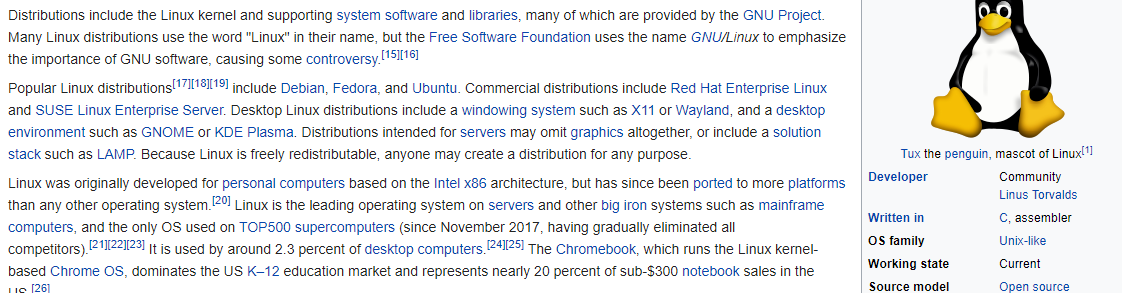 Distributions include the Linux kernel and supporting system software and libraries, many of which are provided by the GNU Project.
Many Linux distributions use the word "Linux" in their name, but the Free Software Foundation uses the name GNU/Linux to emphasize
the importance of GNU software, causing some controversy.[15][16]
Popular Linux distributions[17][18][19] include Debian, Fedora, and Ubuntu. Commercial distributions include Red Hat Enterprise Linux
and SUSE Linux Enterprise Server. Desktop Linux distributions include a windowing system such as X11 or Wayland, and a desktop
environment such as GNOME or KDE Plasma. Distributions intended for servers may omit graphics altogether, or include a solution
stack such as LAMP. Because Linux is freely redistributable, anyone may create a distribution for any purpose.
Linux was originally developed for personal computers based on the Intel x86 architecture, but has since been ported to more platforms
than any other operating system.[20] Linux is the leading operating system on servers and other big iron systems such as mainframe
computers, and the only OS used on TOP500 supercomputers (since November 2017, having gradually eliminated all
competitors).[21][22][23] It is used by around 2.3 percent of desktop computers.[24][25] The Chromebook, which runs the Linux kernel-
based Chrome OS, dominates the US K–12 education market and represents nearly 20 percent of sub-$300 notebook sales in the
US.[26]
Tux the penguin, mascot of Linux[1]
Developer Community
Linus Torvalds
Written in C, assembler
OS family Unix-like
Working state Current
Source model Open source